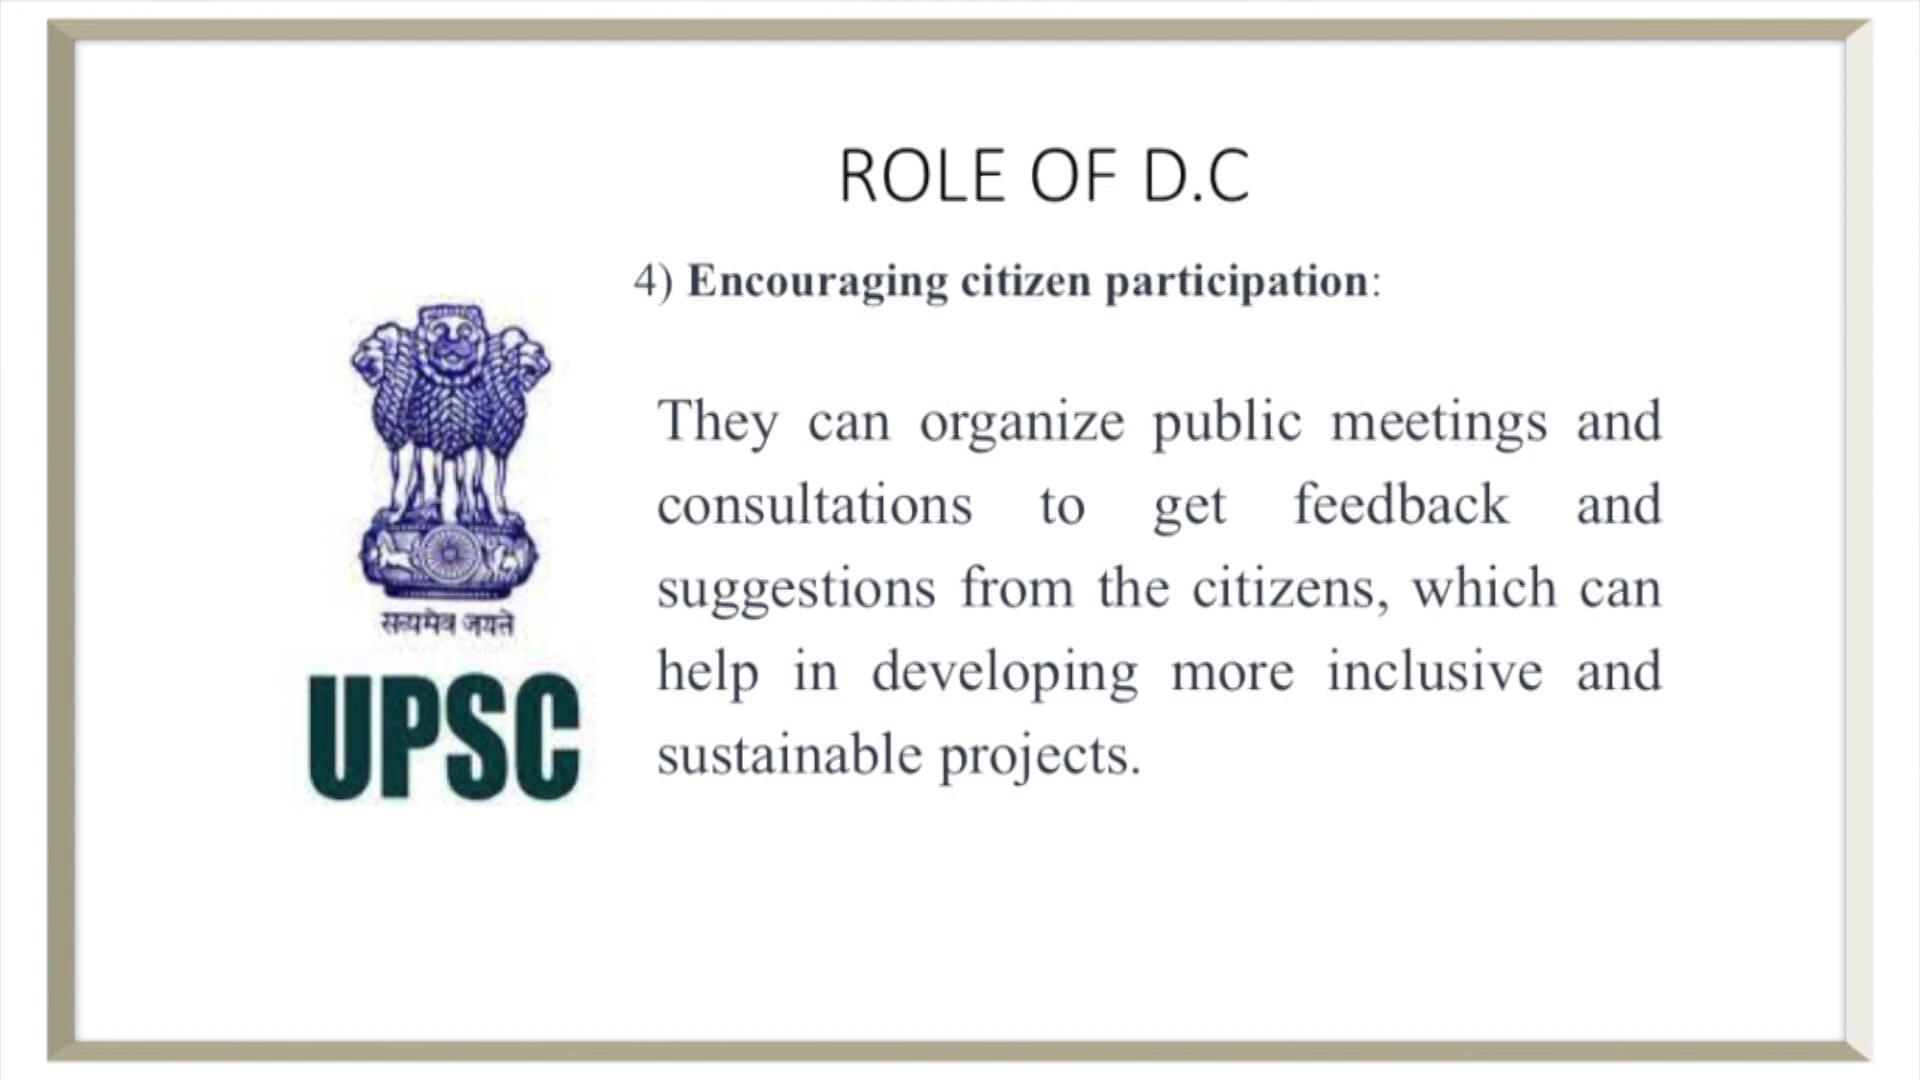 ROLE OF D.C
4) Encouraging citizen participation:
They can organize public meetings and
consultations to get feedback and
suggestions from the citizens, which can
help in developing more inclusive and
sustainable projects.
सत्यमेव जयते
UPSC